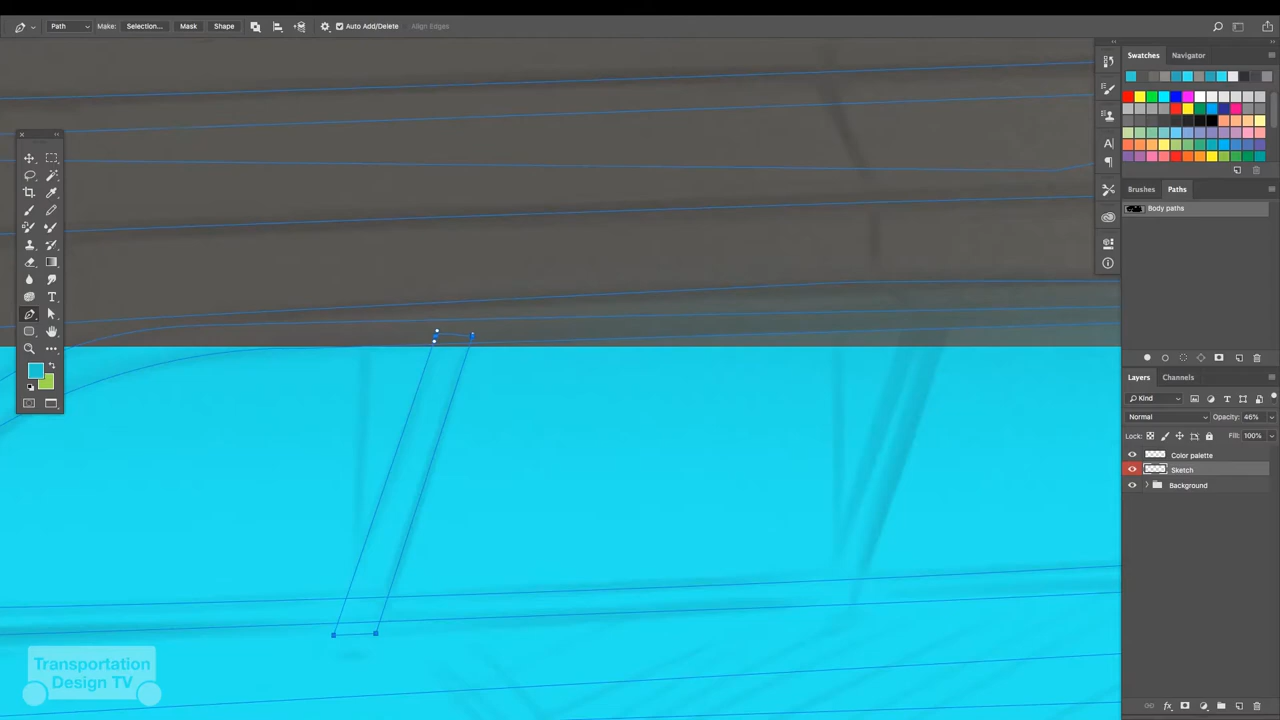 Path
Make:
Selection...
Mask
Shape
Auto Add/Delete
Align Edges
Swatches
Navigator
Brushes
Paths
Body paths
Layers
Channels
Kind
Normal
Opacity: 46%
Lock:
Fill: 100%
Color palette
Sketch
Background
Transportation
Design TV